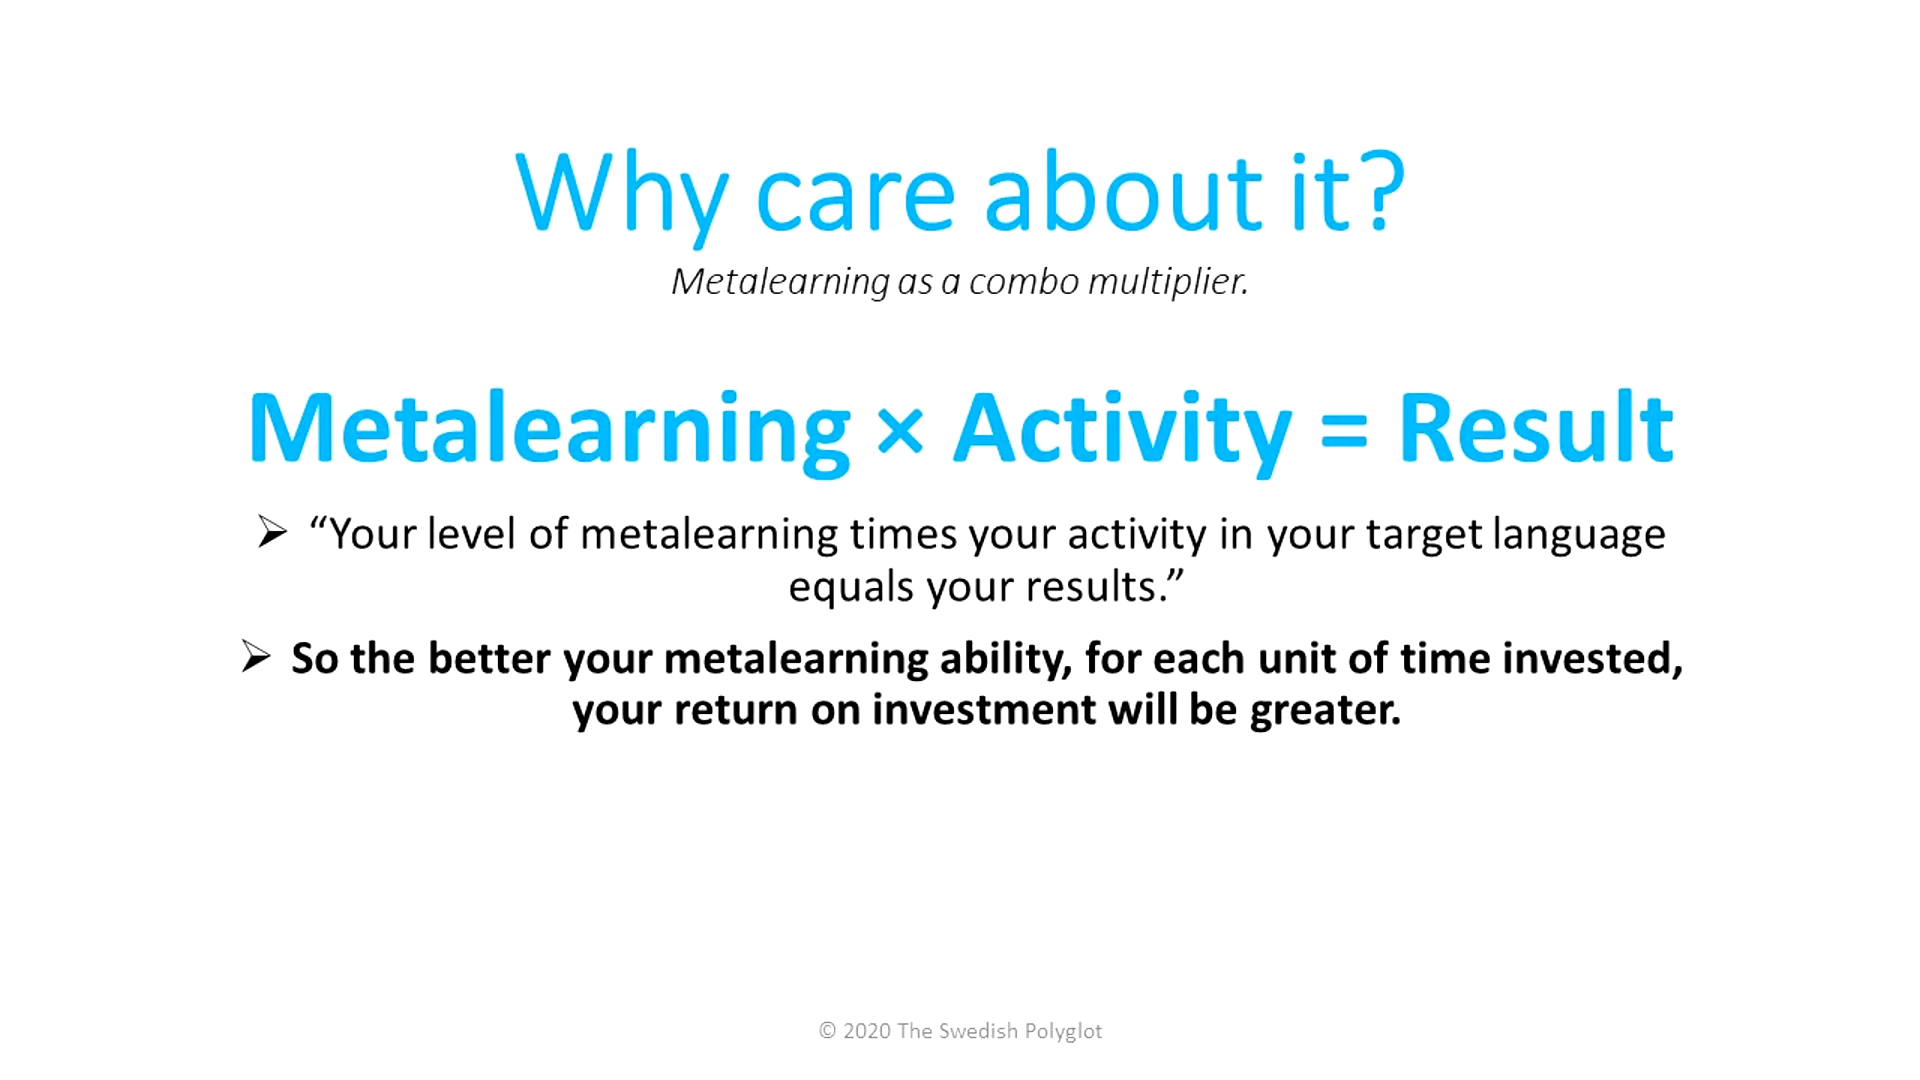 Why care about it?
Metalearning as a combo multiplier.
Metalearning × Activity = Result
➢ “Your level of metalearning times your activity in your target language
equals your results.”
➢ So the better your metalearning ability, for each unit of time invested,
your return on investment will be greater.
© 2020 The Swedish Polyglot